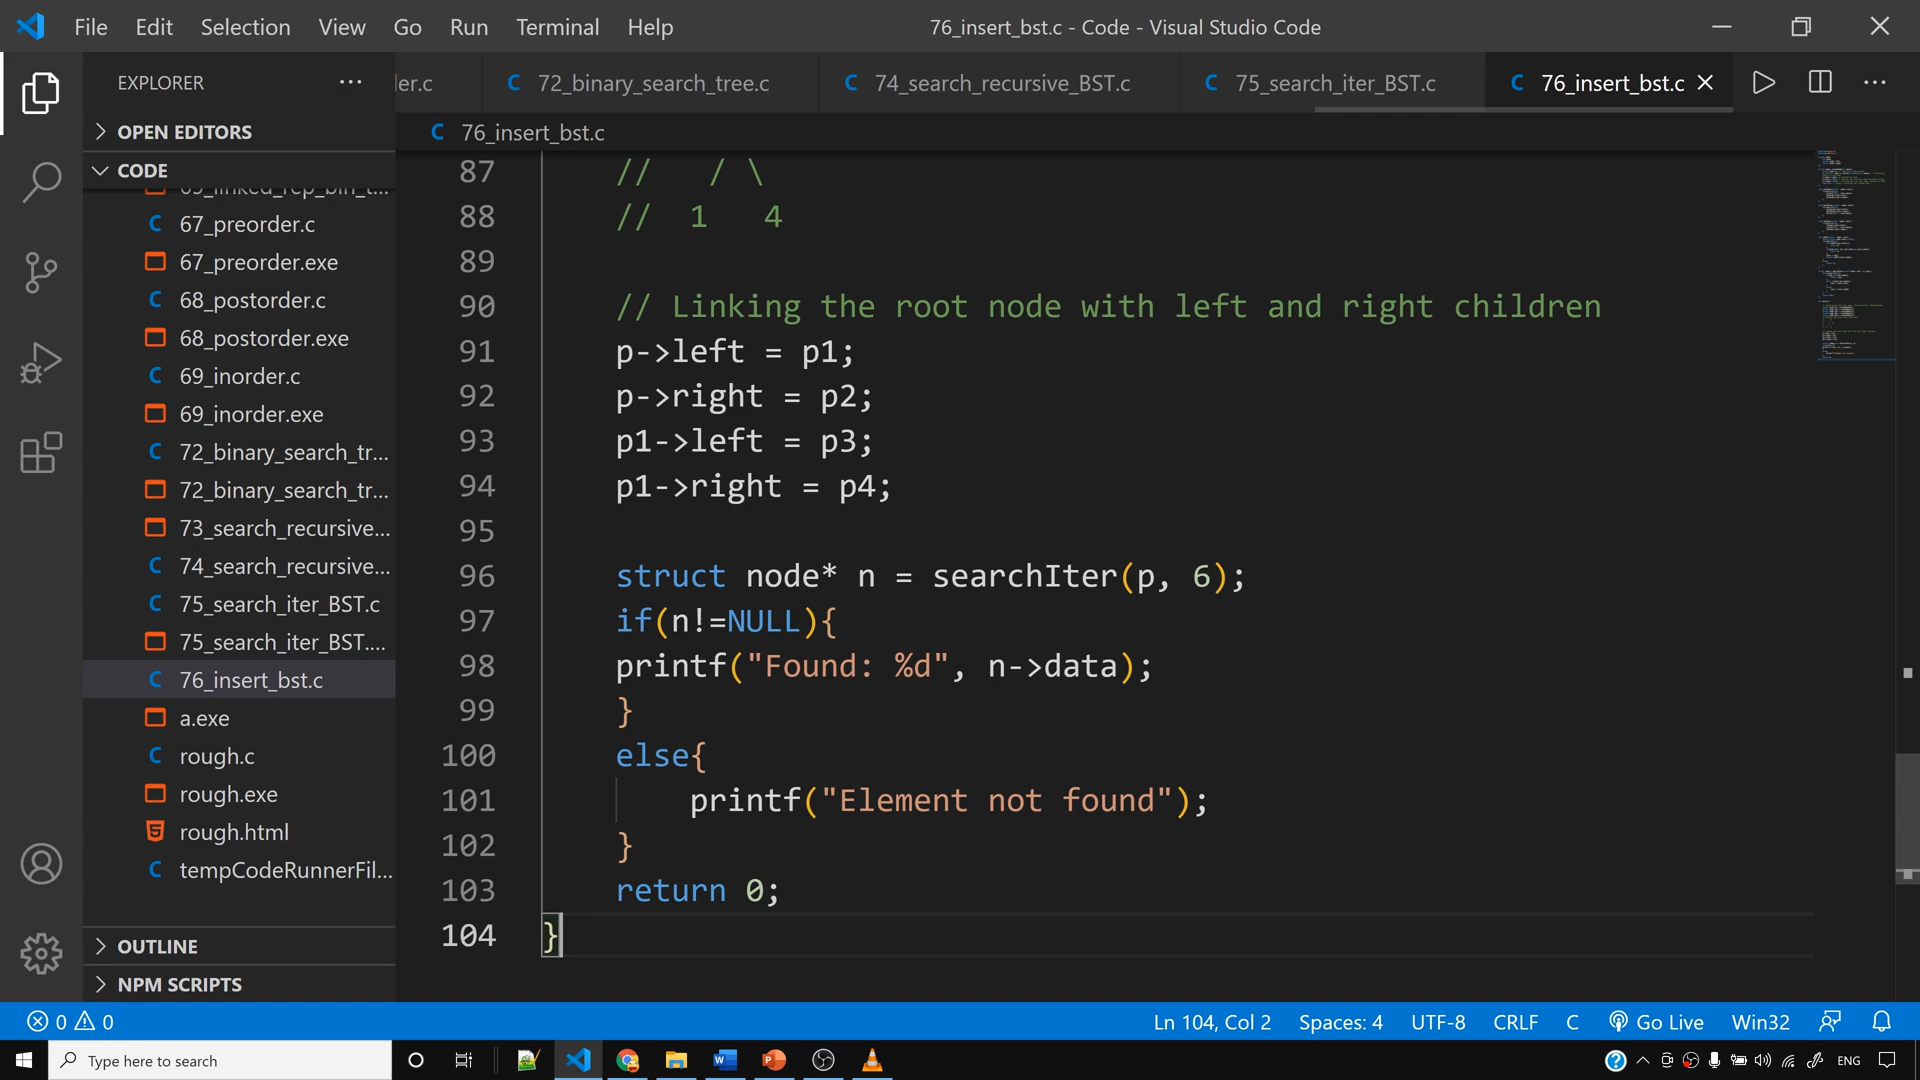 File Edit Selection View Go Run Terminal Help
76_insert_bst.c - Code - Visual Studio Code
EXPLORER
OPEN EDITORS
CODE
67_preorder.c
67_preorder.exe
68_postorder.c
68_postorder.exe
69_inorder.c
69_inorder.exe
72_binary_search_tr...
72_binary_search_tr...
73_search_recursive...
74_search_recursive...
75_search_iter_BST.c
75_search_iter_BST....
76_insert_bst.c
a.exe
rough.c
rough.exe
rough.html
tempCodeRunnerFil...
OUTLINE
NPM SCRIPTS
der.c 72_binary_search_tree.c 74_search_recursive_BST.c 75_search_iter_BST.c 76_insert_bst.c
76_insert_bst.c
87 // / \
88 // 1 4
89
90 // Linking the root node with left and right children
91 p->left = p1;
92 p->right = p2;
93 p1->left = p3;
94 p1->right = p4;
95
96 struct node* n = searchIter(p, 6);
97 if(n!=NULL){
98 printf("Found: %d", n->data);
99 }
100 else{
101 printf("Element not found");
102 }
103 return 0;
104 }
0 0
Ln 104, Col 2 Spaces: 4 UTF-8 CRLF C Go Live Win32
Type here to search
ENG